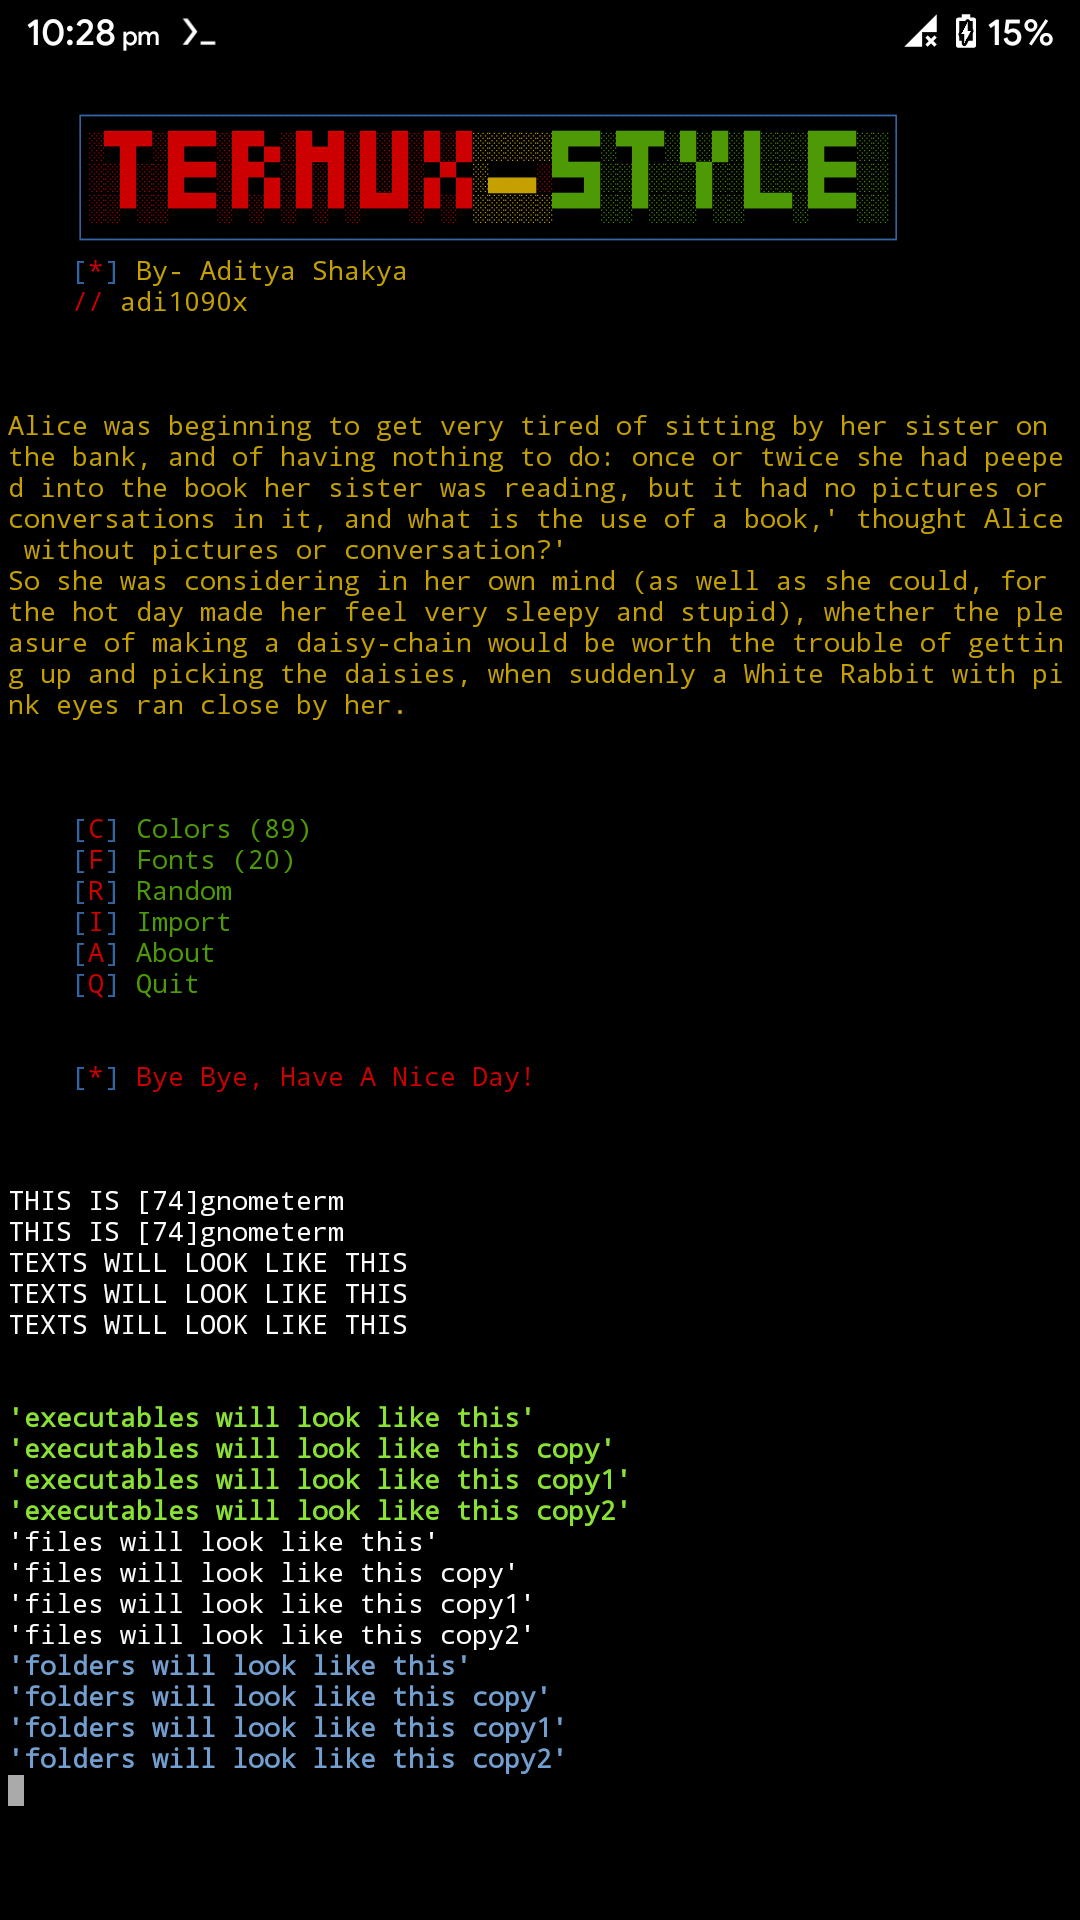 10:28 pm 15%
TERMUX-STYLE
[*] By- Aditya Shakya
// adi1090x
Alice was beginning to get very tired of sitting by her sister on
the bank, and of having nothing to do: once or twice she had peepe
d into the book her sister was reading, but it had no pictures or
conversations in it, and what is the use of a book,' thought Alice
without pictures or conversation?'
So she was considering in her own mind (as well as she could, for
the hot day made her feel very sleepy and stupid), whether the ple
asure of making a daisy-chain would be worth the trouble of gettin
g up and picking the daisies, when suddenly a White Rabbit with pi
nk eyes ran close by her.
[C] Colors (89)
[F] Fonts (20)
[R] Random
[I] Import
[A] About
[Q] Quit
[*] Bye Bye, Have A Nice Day!
THIS IS [74]gnometerm
THIS IS [74]gnometerm
TEXTS WILL LOOK LIKE THIS
TEXTS WILL LOOK LIKE THIS
TEXTS WILL LOOK LIKE THIS
'executables will look like this'
'executables will look like this copy'
'executables will look like this copy1'
'executables will look like this copy2'
'files will look like this'
'files will look like this copy'
'files will look like this copy1'
'files will look like this copy2'
'folders will look like this'
'folders will look like this copy'
'folders will look like this copy1'
'folders will look like this copy2'